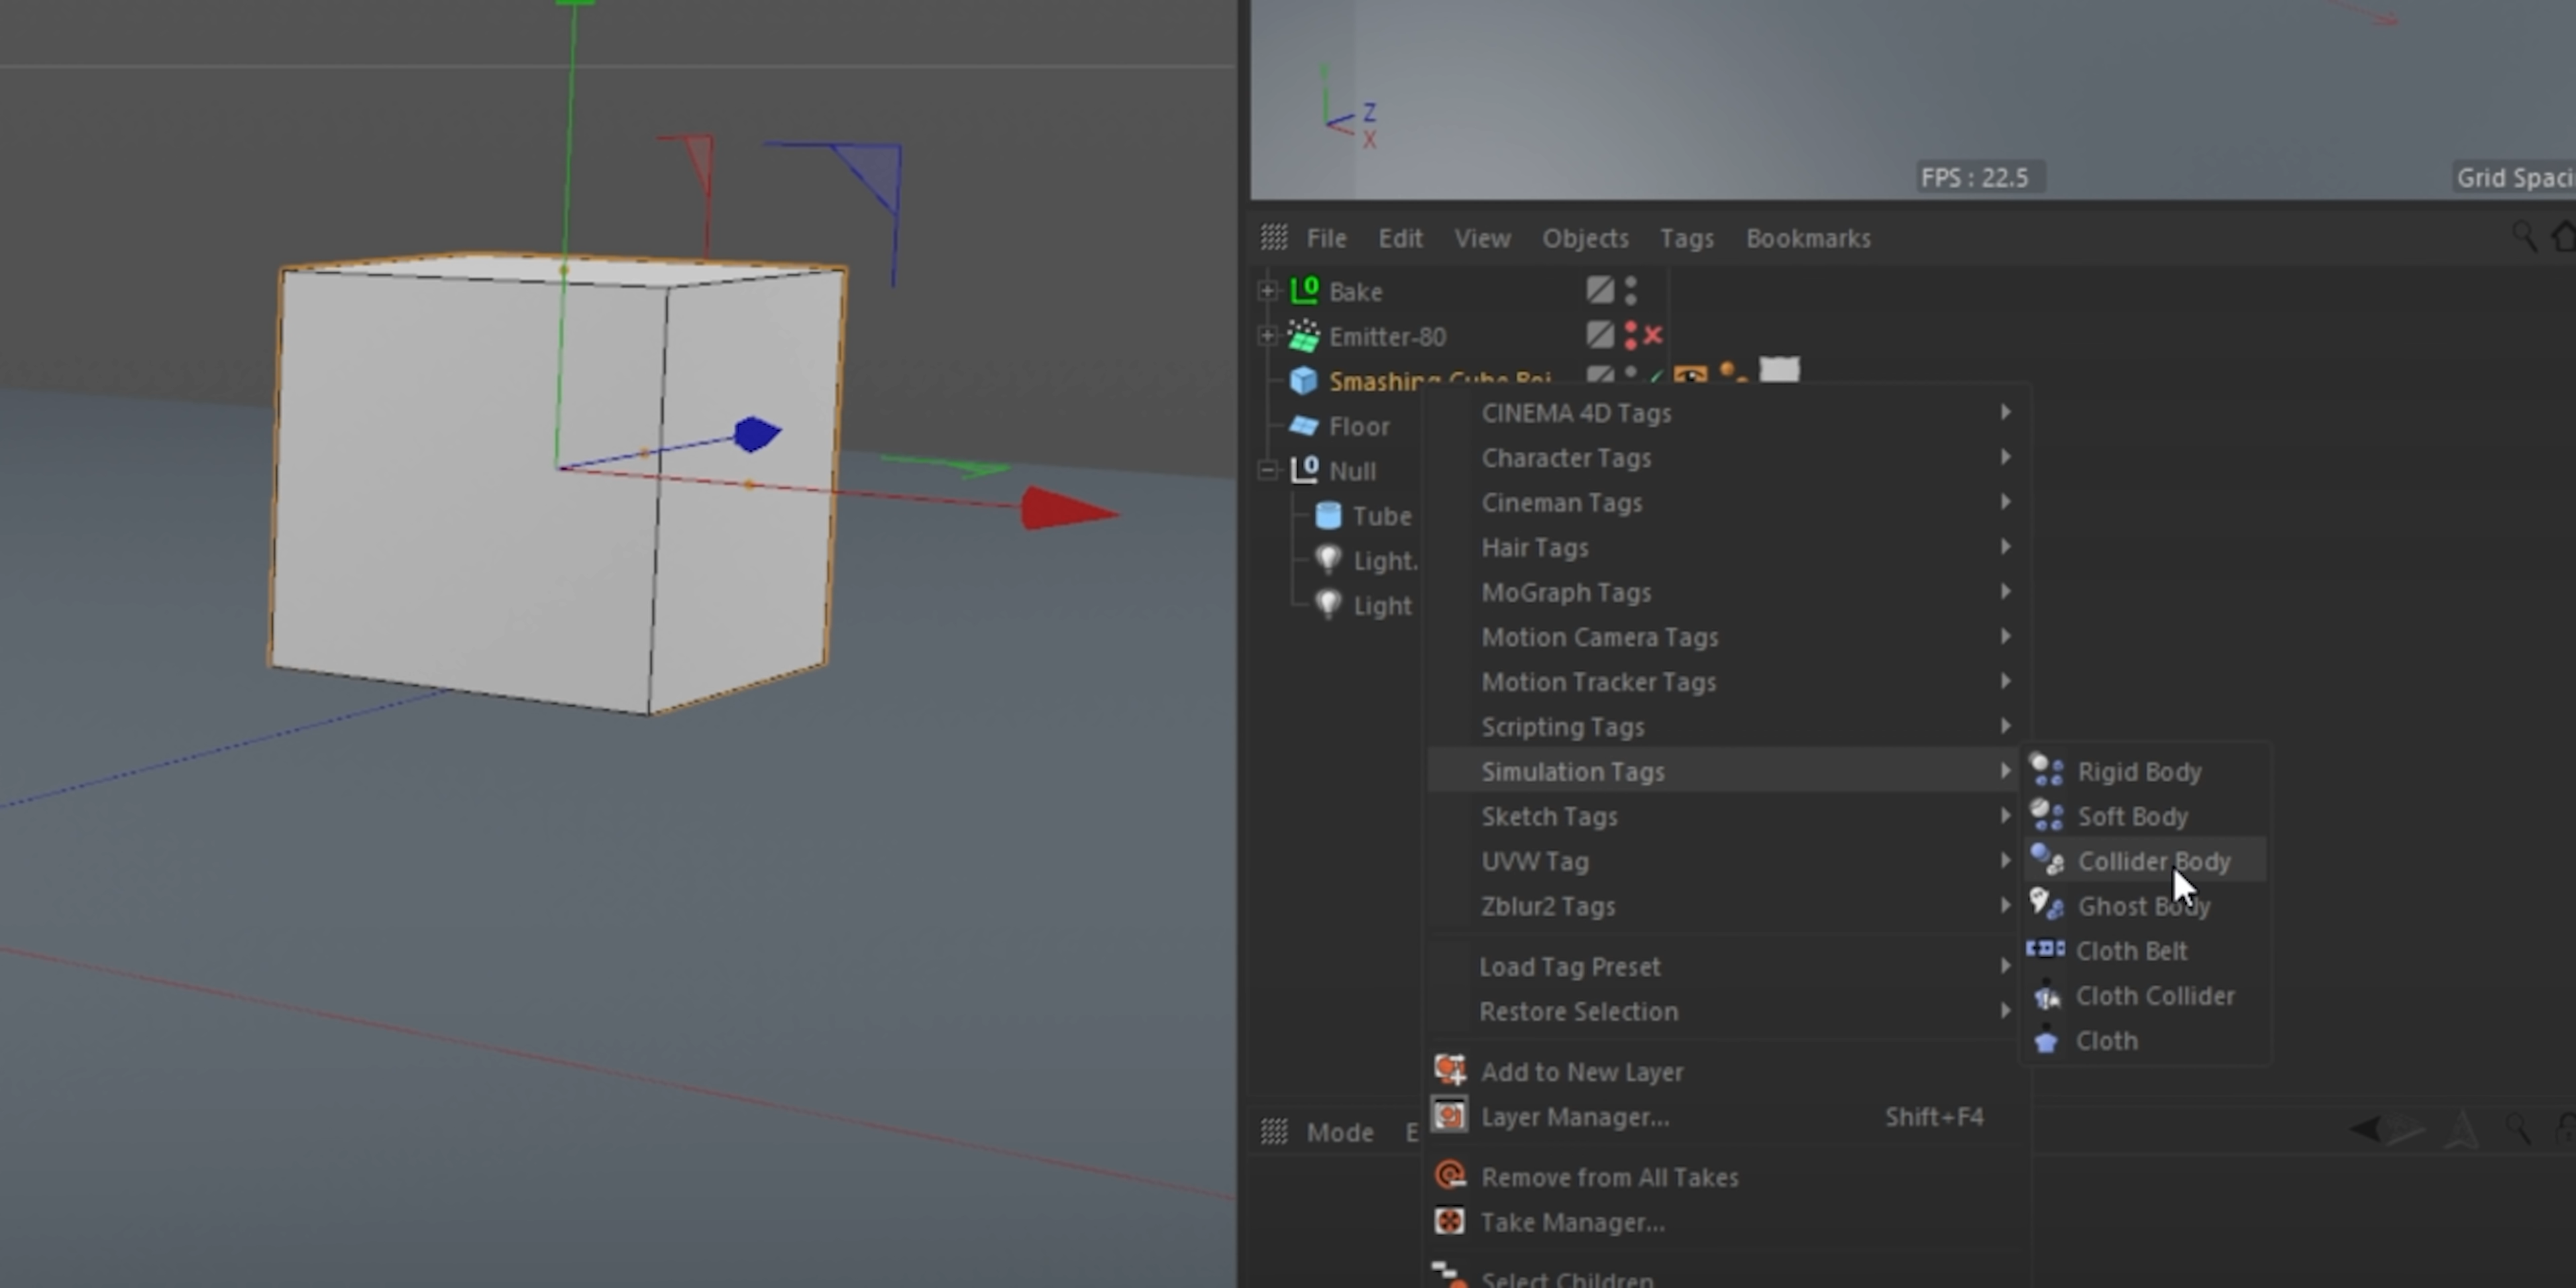 Z
X
FPS : 22.5
Grid Spaci
File Edit View Objects Tags Bookmarks
Bake
Emitter-80
Smashing Cube Boi
Floor
Null
Tube
Light.
Light
CINEMA 4D Tags
Character Tags
Cineman Tags
Hair Tags
MoGraph Tags
Motion Camera Tags
Motion Tracker Tags
Scripting Tags
Simulation Tags
Sketch Tags
UVW Tag
Zblur2 Tags
Load Tag Preset
Restore Selection
Add to New Layer
Layer Manager... Shift+F4
Remove from All Takes
Take Manager...
Select Children
Rigid Body
Soft Body
Collider Body
Ghost Body
Cloth Belt
Cloth Collider
Cloth
Mode E